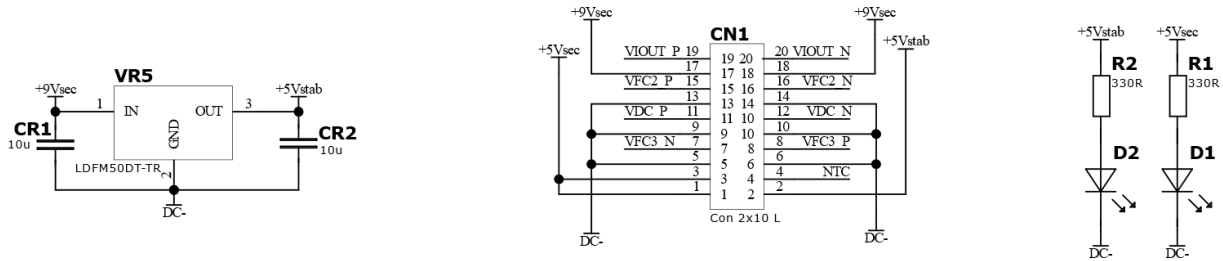 +9Vsec
VR5
1
IN
OUT
3
+5Vstab
GND
CR1
10u
CR2
10u
LDFM50DT-TR
2
DC-
+9Vsec
+9Vsec
CN1
+5Vsec
+5Vstab
VIOUT_P 19 19 20 20 VIOUT_N
17 17 18 18
VFC2_P 15 15 16 16 VFC2_N
13 13 14 14
VDC_P 11 11 10 12 VDC_N
9 9 10 10
VFC3_N 7 7 8 8 VFC3_P
5 5 6 6
3 3 4 4 NTC
1 1 2 2
Con 2x10 L
DC-
DC-
+5Vstab
+5Vsec
R2
330R
R1
330R
D2
D1
DC-
DC-